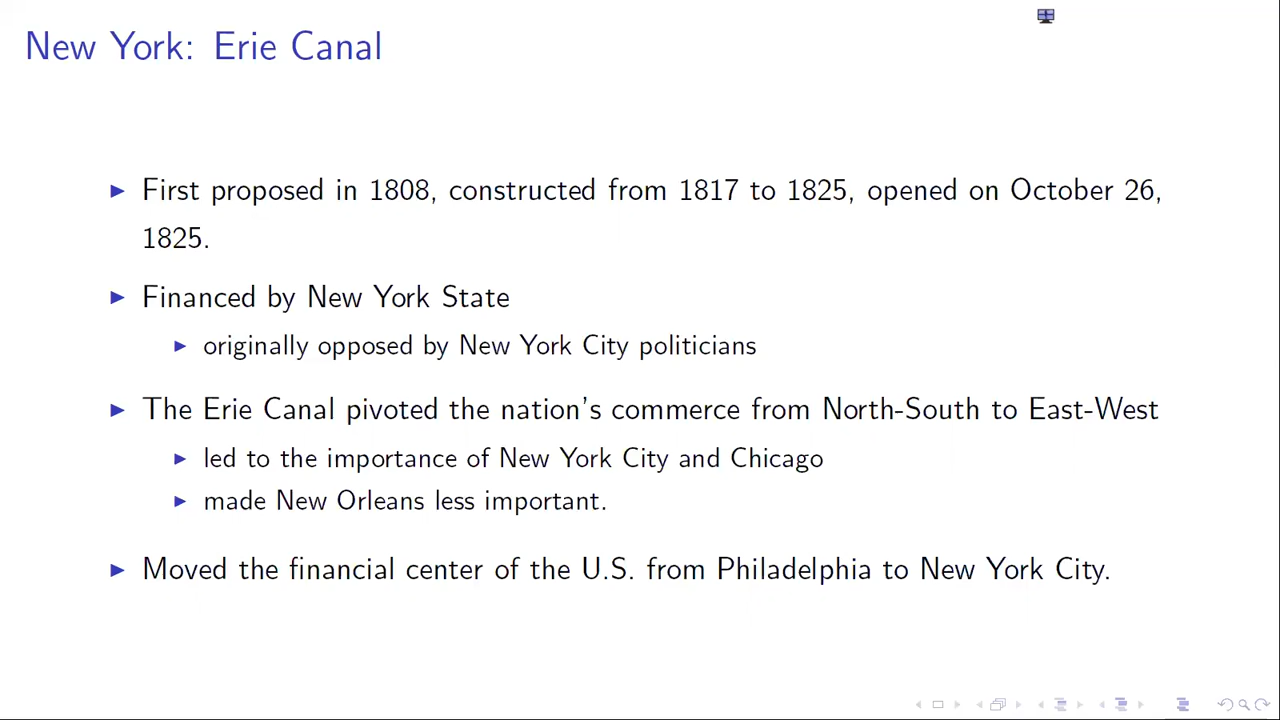 New York: Erie Canal
First proposed in 1808, constructed from 1817 to 1825, opened on October 26,
1825.
Financed by New York State
originally opposed by New York City politicians
The Erie Canal pivoted the nation's commerce from North-South to East-West
led to the importance of New York City and Chicago
made New Orleans less important.
Moved the financial center of the U.S. from Philadelphia to New York City.